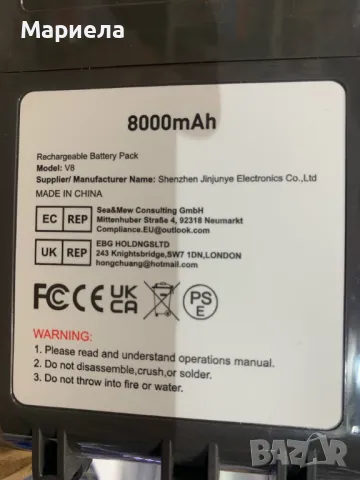 Мариела
8000mAh
Rechargeable Battery Pack
Model: V8
Supplier/ Manufacturer Name: Shenzhen Jinjunye Electronics Co.,Ltd
MADE IN CHINA
EC REP
Sea&Mew Consulting GmbH
Mittenhuber Straße 4, 92318 Neumarkt
Compliance.EU@outlook.com
UK REP
EBG HOLDNGSLTD
243 Knightsbridge,SW7 1DN,LONDON
hongchuang@hotmail.com
FC CE UK CA PS E
WARNING:
1. Please read and understand operations manual.
2. Do not disassemble,crush,or solder.
3. Do not throw into fire or water.
BAZAR